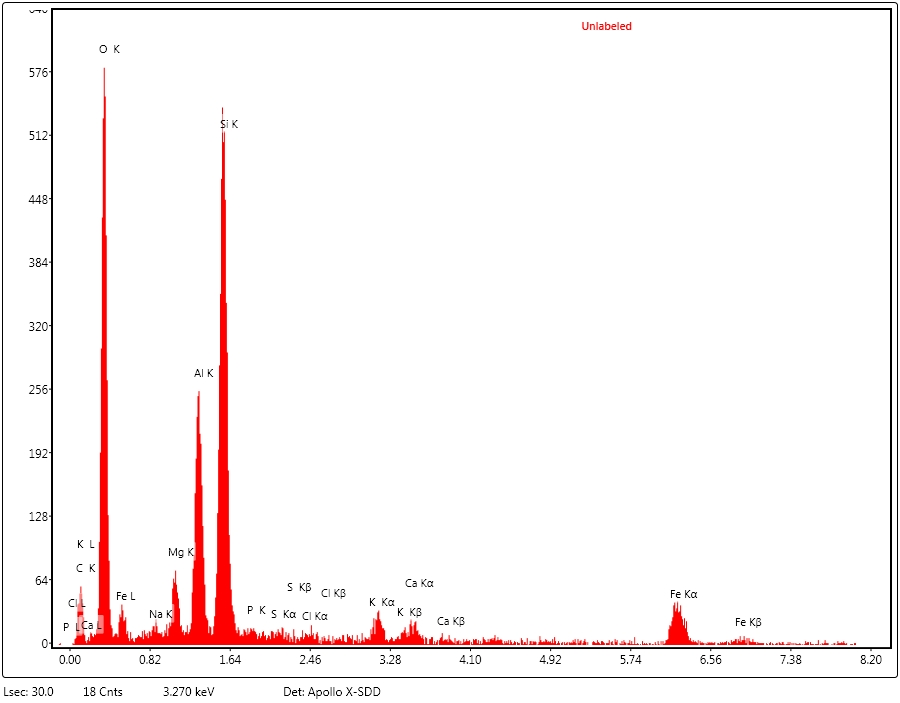 Unlabeled
O K
576
Si K
512
448
384
320
Al K
256
192
128
K L
Mg K
C K
64
Ca Kα
S Kβ
Cl Kβ
Fe L
Fe Kα
Cl L
K Kα
Na K
P K
S Kα
Cl Kα
K Kβ
P L
Ca L
Ca Kβ
Fe Kβ
0
0.00 0.82 1.64 2.46 3.28 4.10 4.92 5.74 6.56 7.38 8.20
Lsec: 30.0 18 Cnts 3.270 keV Det: Apollo X-SDD